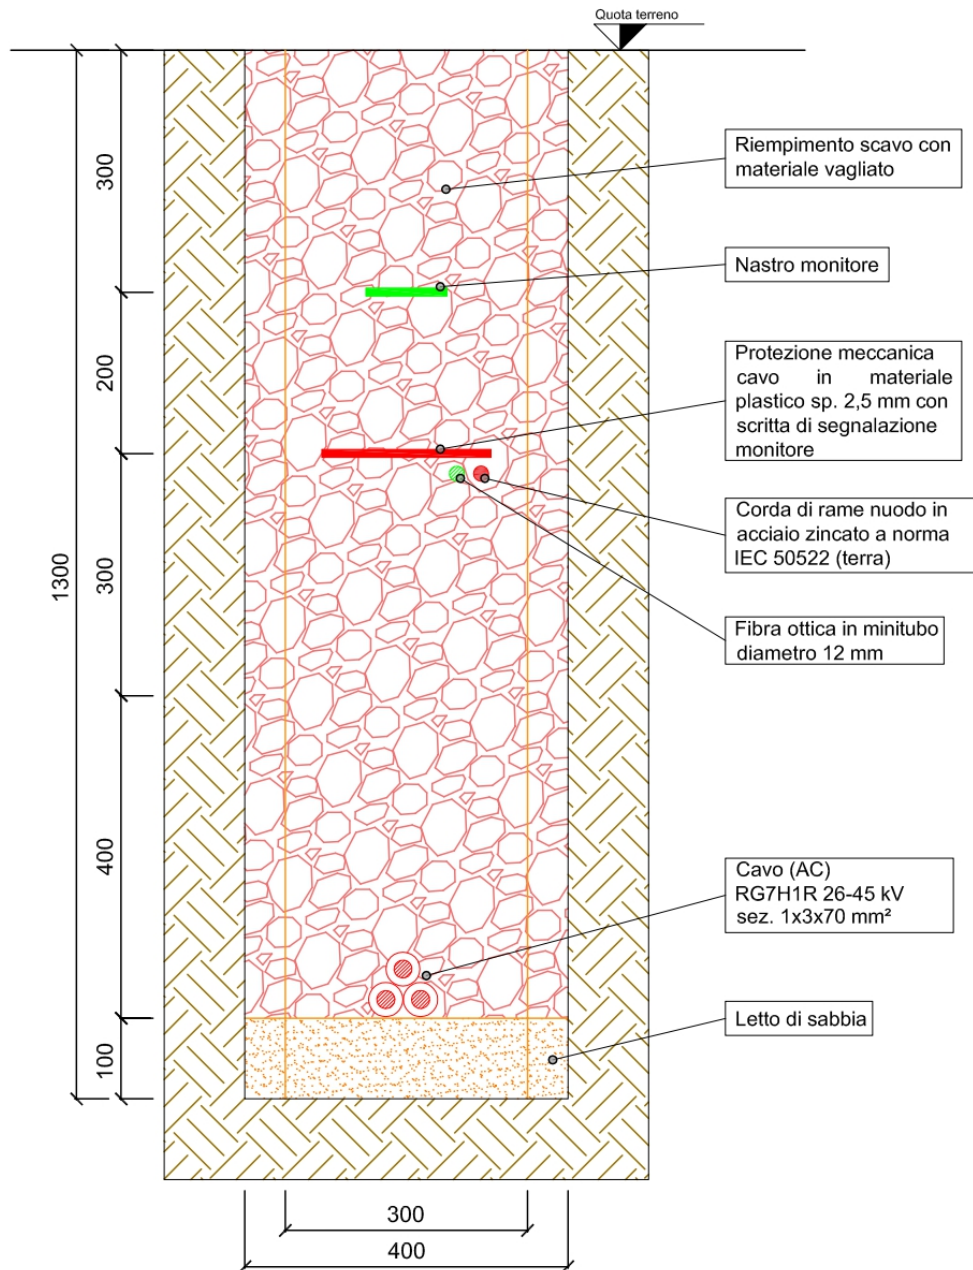 Quota terreno
Riempimento scavo con
materiale vagliato
Nastro monitore
Protezione meccanica
cavo in materiale
plastico sp. 2,5 mm con
scritta di segnalazione
monitore
Corda di rame nuodo in
acciaio zincato a norma
IEC 50522 (terra)
Fibra ottica in minitubo
diametro 12 mm
Cavo (AC)
RG7H1R 26-45 kV
sez. 1x3x70 mm²
Letto di sabbia
300
200
300
400
100
1300
300
400